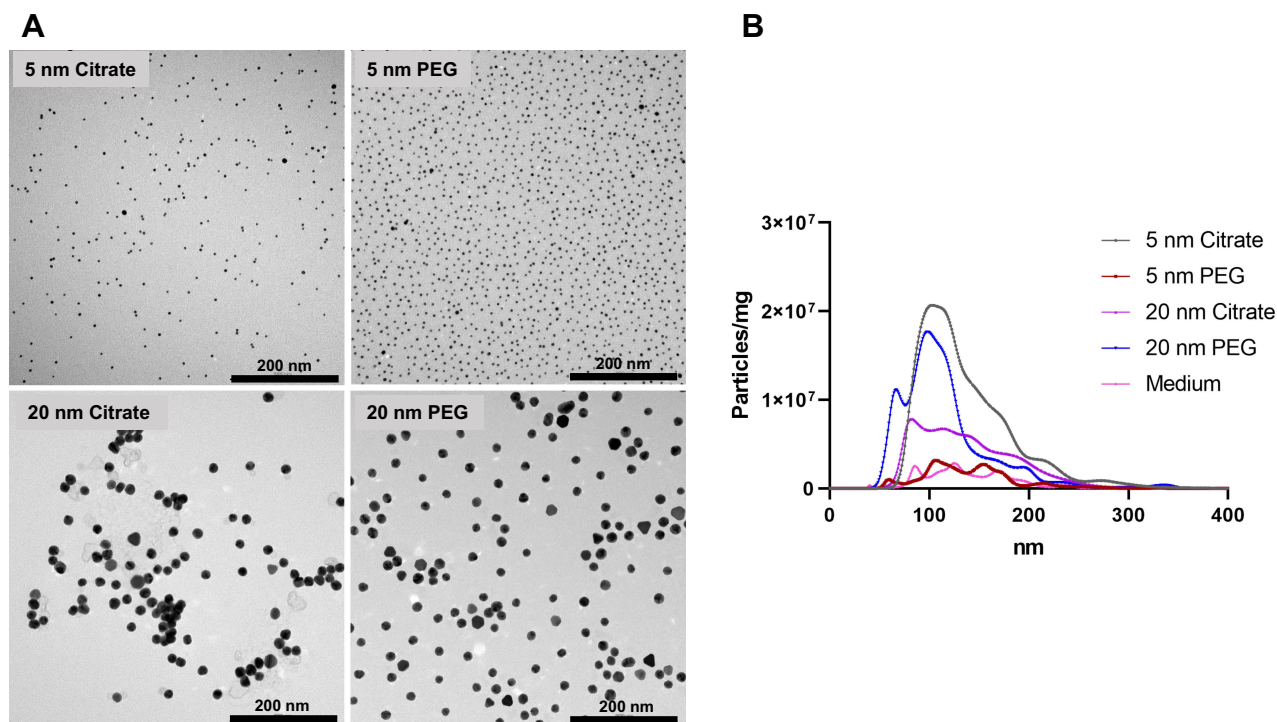 A
B
5 nm Citrate
5 nm PEG
200 nm
200 nm
20 nm Citrate
20 nm PEG
200 nm
200 nm
3×10⁷
2×10⁷
1×10⁷
0
Particles/mg
0 100 200 300 400
nm
5 nm Citrate
5 nm PEG
20 nm Citrate
20 nm PEG
Medium